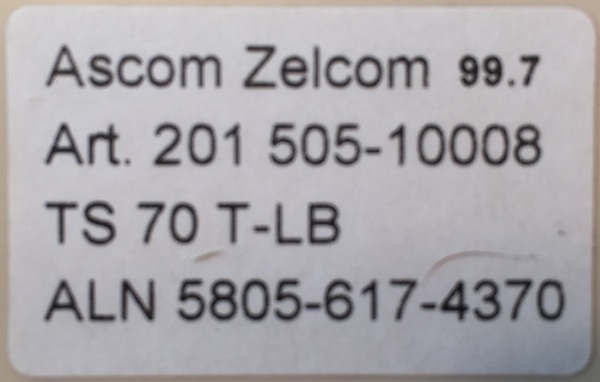 Ascom Zelcom 99.7
Art. 201 505-10008
TS 70 T-LB
ALN 5805-617-4370